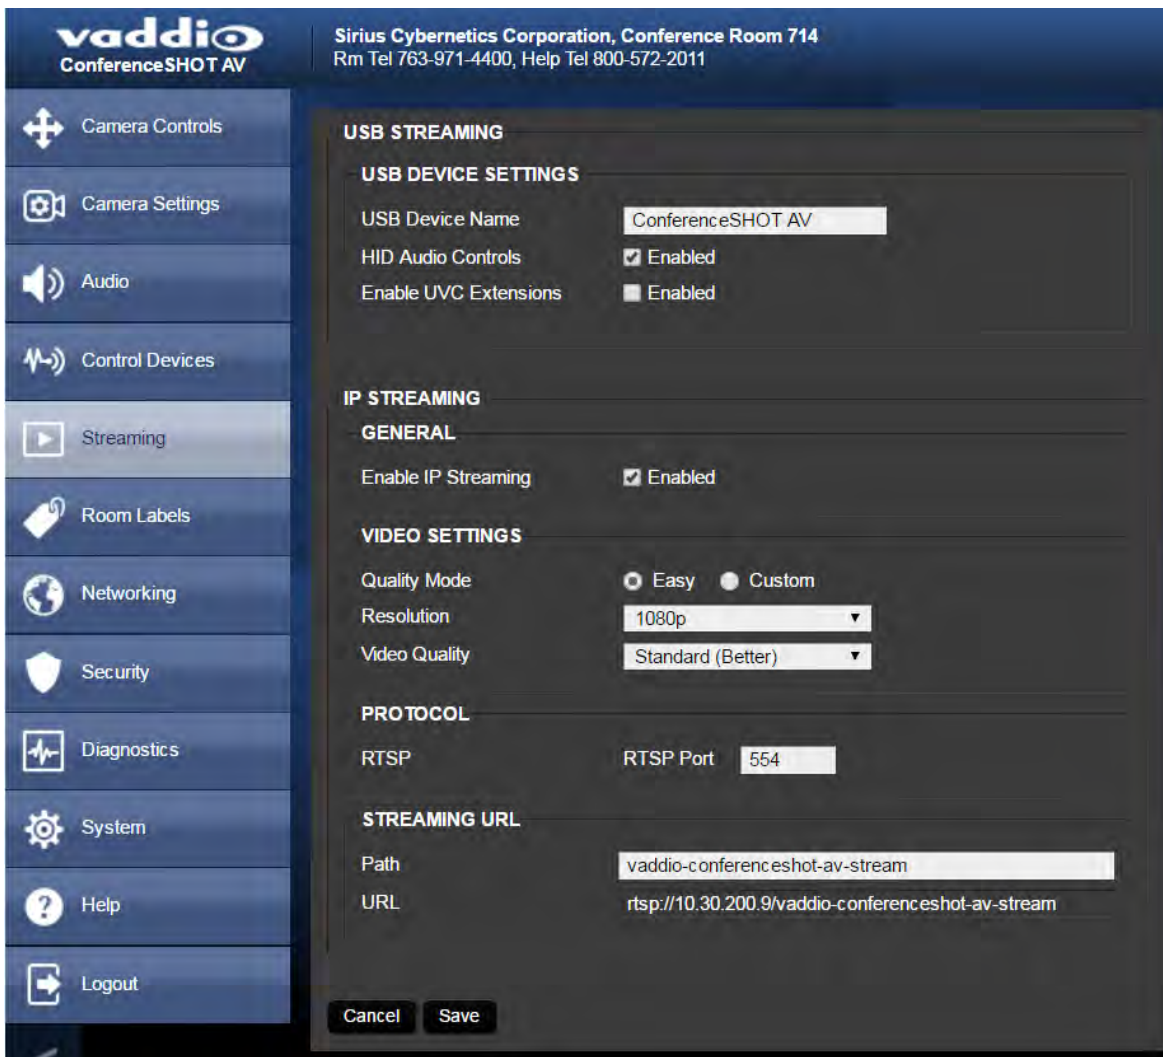 vaddio
ConferenceSHOT AV
Sirius Cybernetics Corporation, Conference Room 714
Rm Tel 763-971-4400, Help Tel 800-572-2011
Camera Controls
Camera Settings
Audio
Control Devices
Streaming
Room Labels
Networking
Security
Diagnostics
System
Help
Logout
USB STREAMING
USB DEVICE SETTINGS
USB Device Name ConferenceSHOT AV
HID Audio Controls Enabled
Enable UVC Extensions Enabled
IP STREAMING
GENERAL
Enable IP Streaming Enabled
VIDEO SETTINGS
Quality Mode Easy Custom
Resolution 1080p
Video Quality Standard (Better)
PROTOCOL
RTSP RTSP Port 554
STREAMING URL
Path vaddio-conferenceshot-av-stream
URL rtsp://10.30.200.9/vaddio-conferenceshot-av-stream
Cancel Save